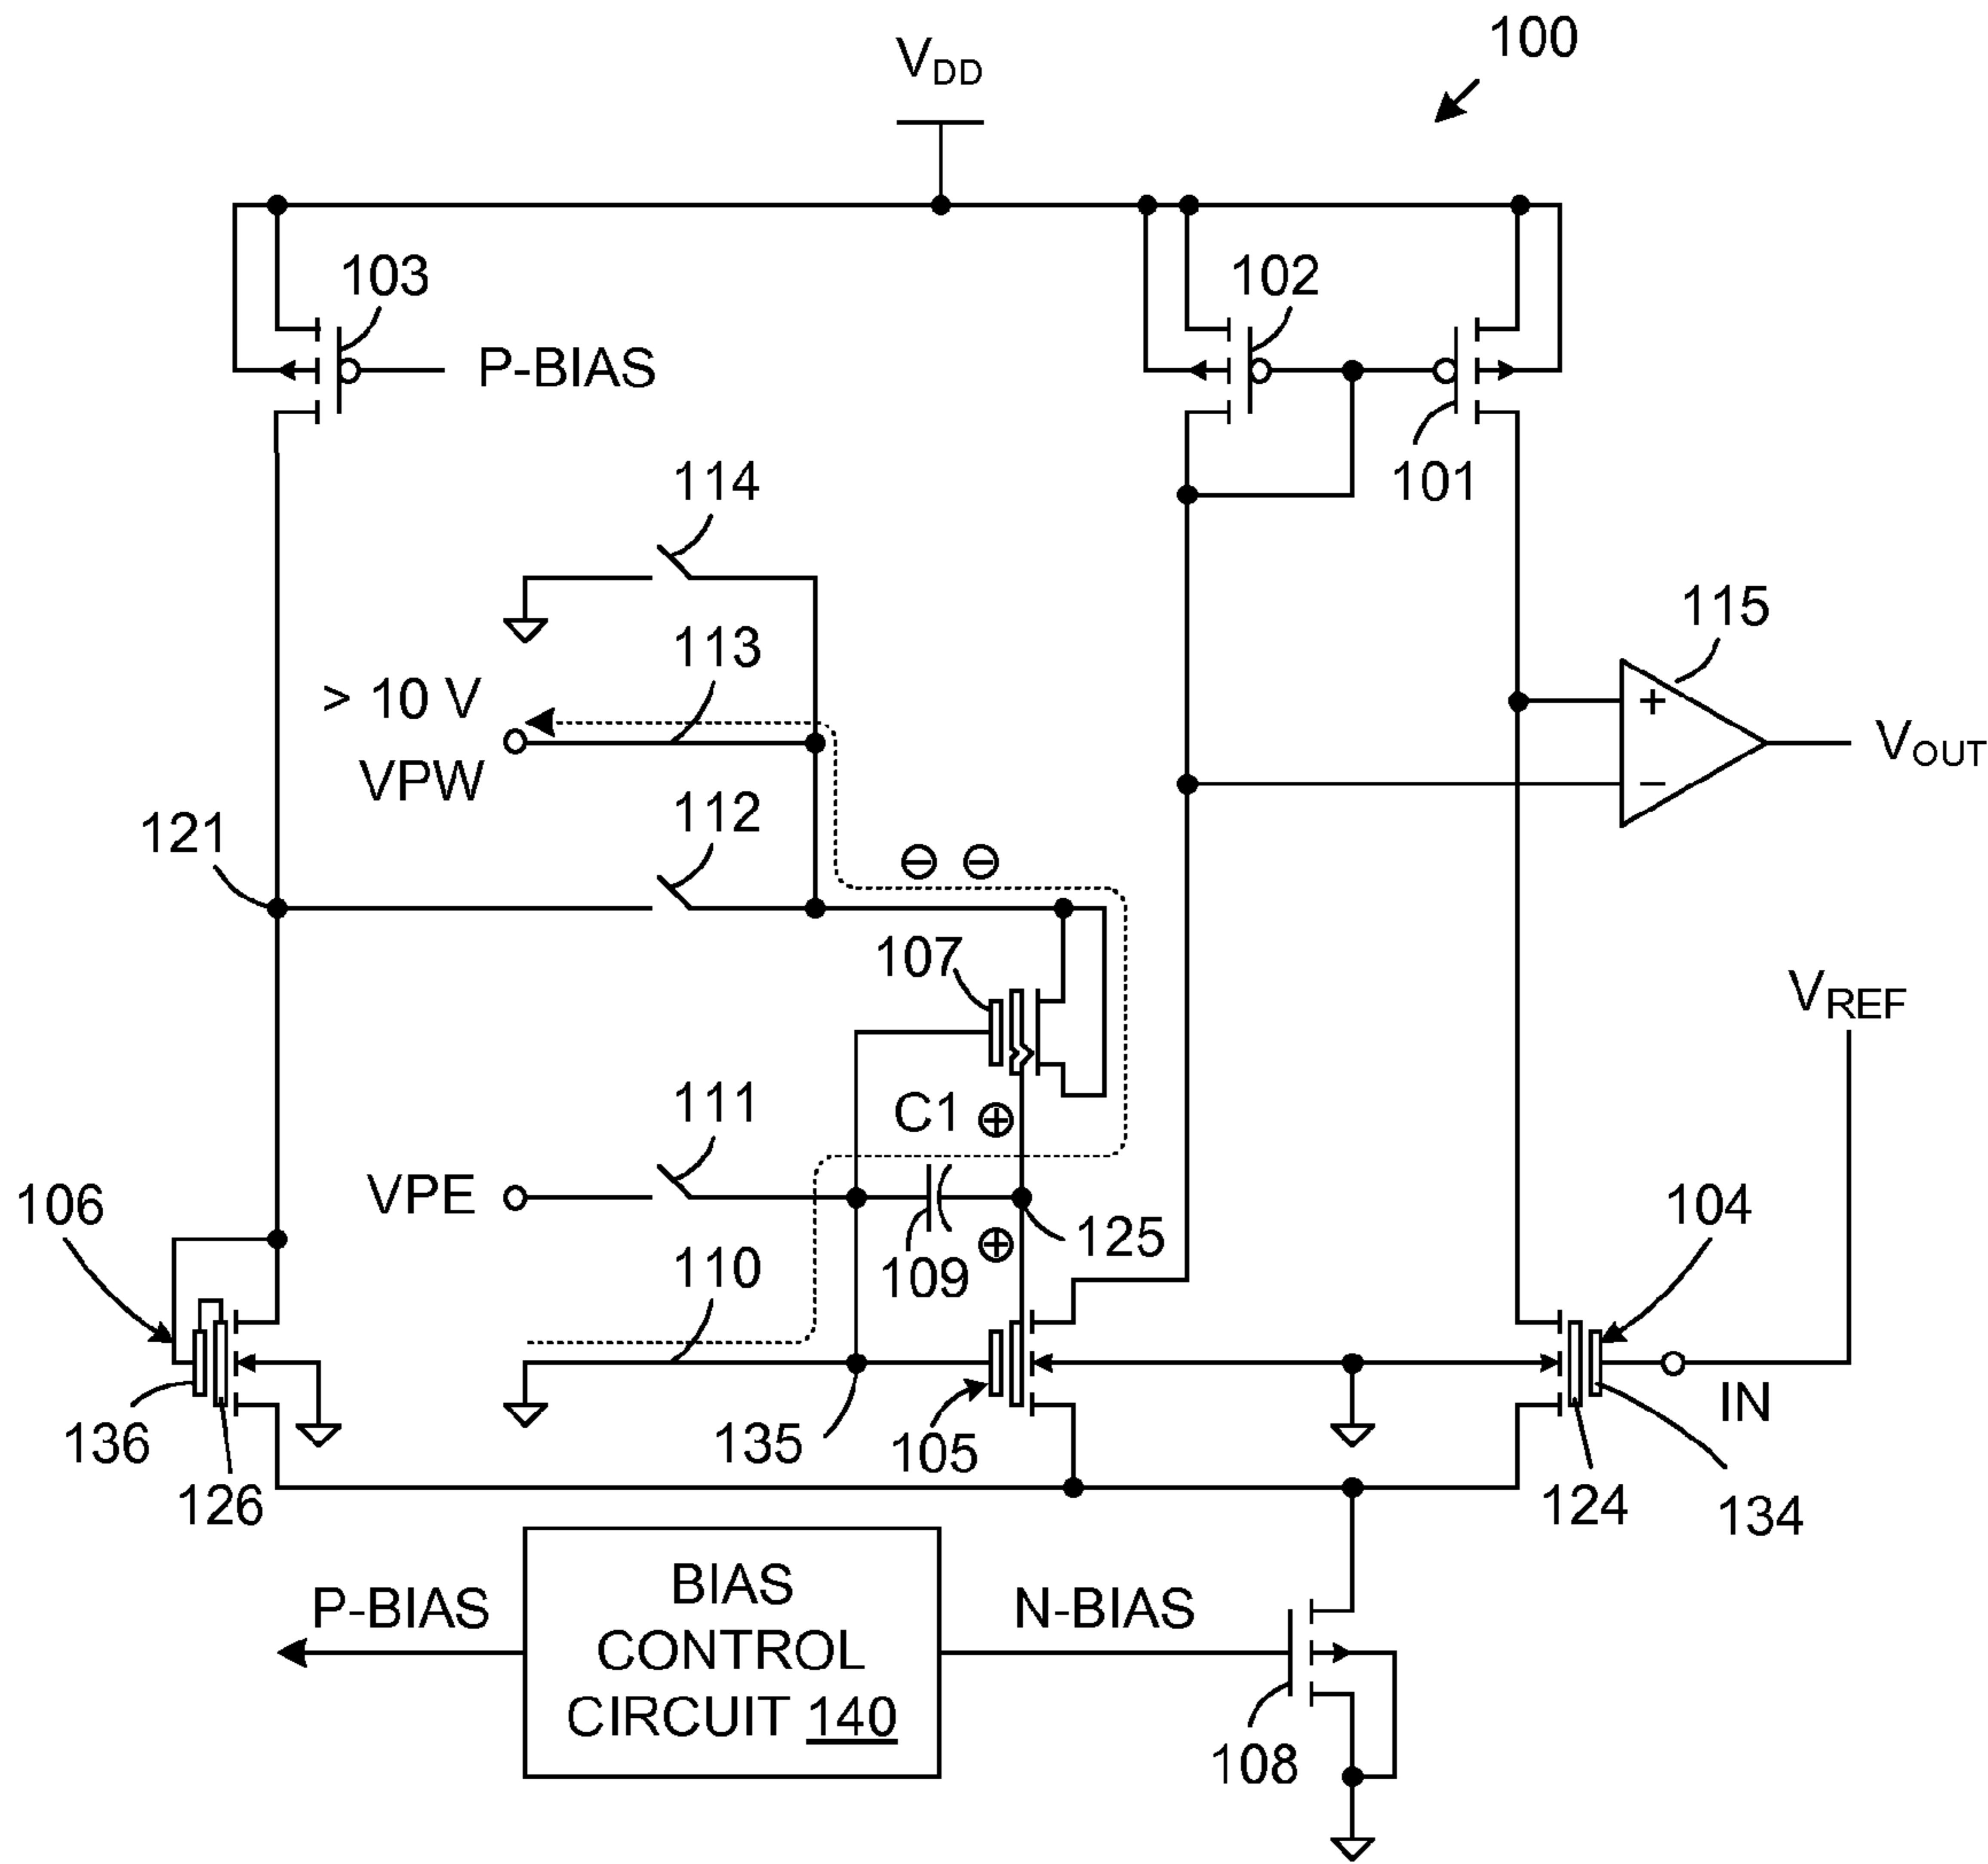 100
VDD
103
102
P-BIAS
101
114
115
113
> 10 V
VPW
VOUT
112
121
⊖ ⊖
107
VREF
111
C1 ⊕
VPE
106
104
125
110
109
⊕
IN
136
135
105
126
124
134
BIAS
CONTROL
CIRCUIT 140
P-BIAS
N-BIAS
108
+
−